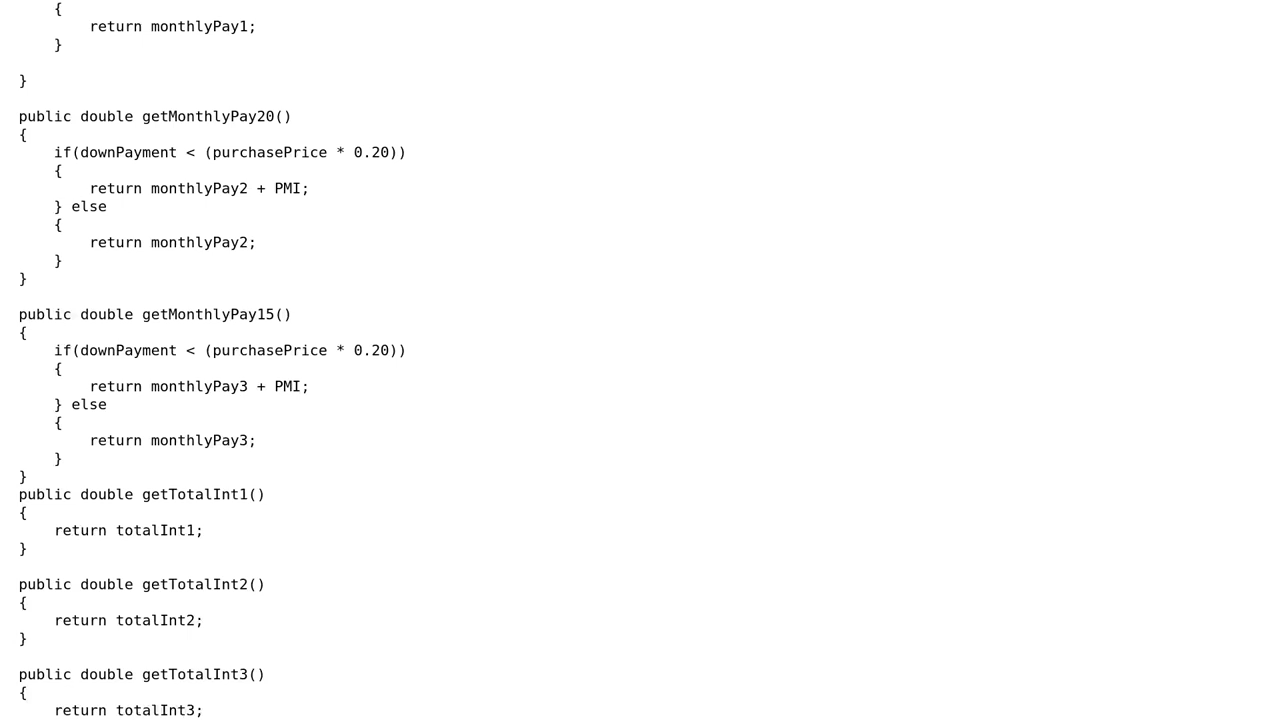 {
        return monthlyPay1;
    }

}

public double getMonthlyPay20()
{
    if(downPayment < (purchasePrice * 0.20))
    {
        return monthlyPay2 + PMI;
    } else
    {
        return monthlyPay2;
    }
}

public double getMonthlyPay15()
{
    if(downPayment < (purchasePrice * 0.20))
    {
        return monthlyPay3 + PMI;
    } else
    {
        return monthlyPay3;
    }
}
public double getTotalInt1()
{
    return totalInt1;
}

public double getTotalInt2()
{
    return totalInt2;
}

public double getTotalInt3()
{
    return totalInt3;